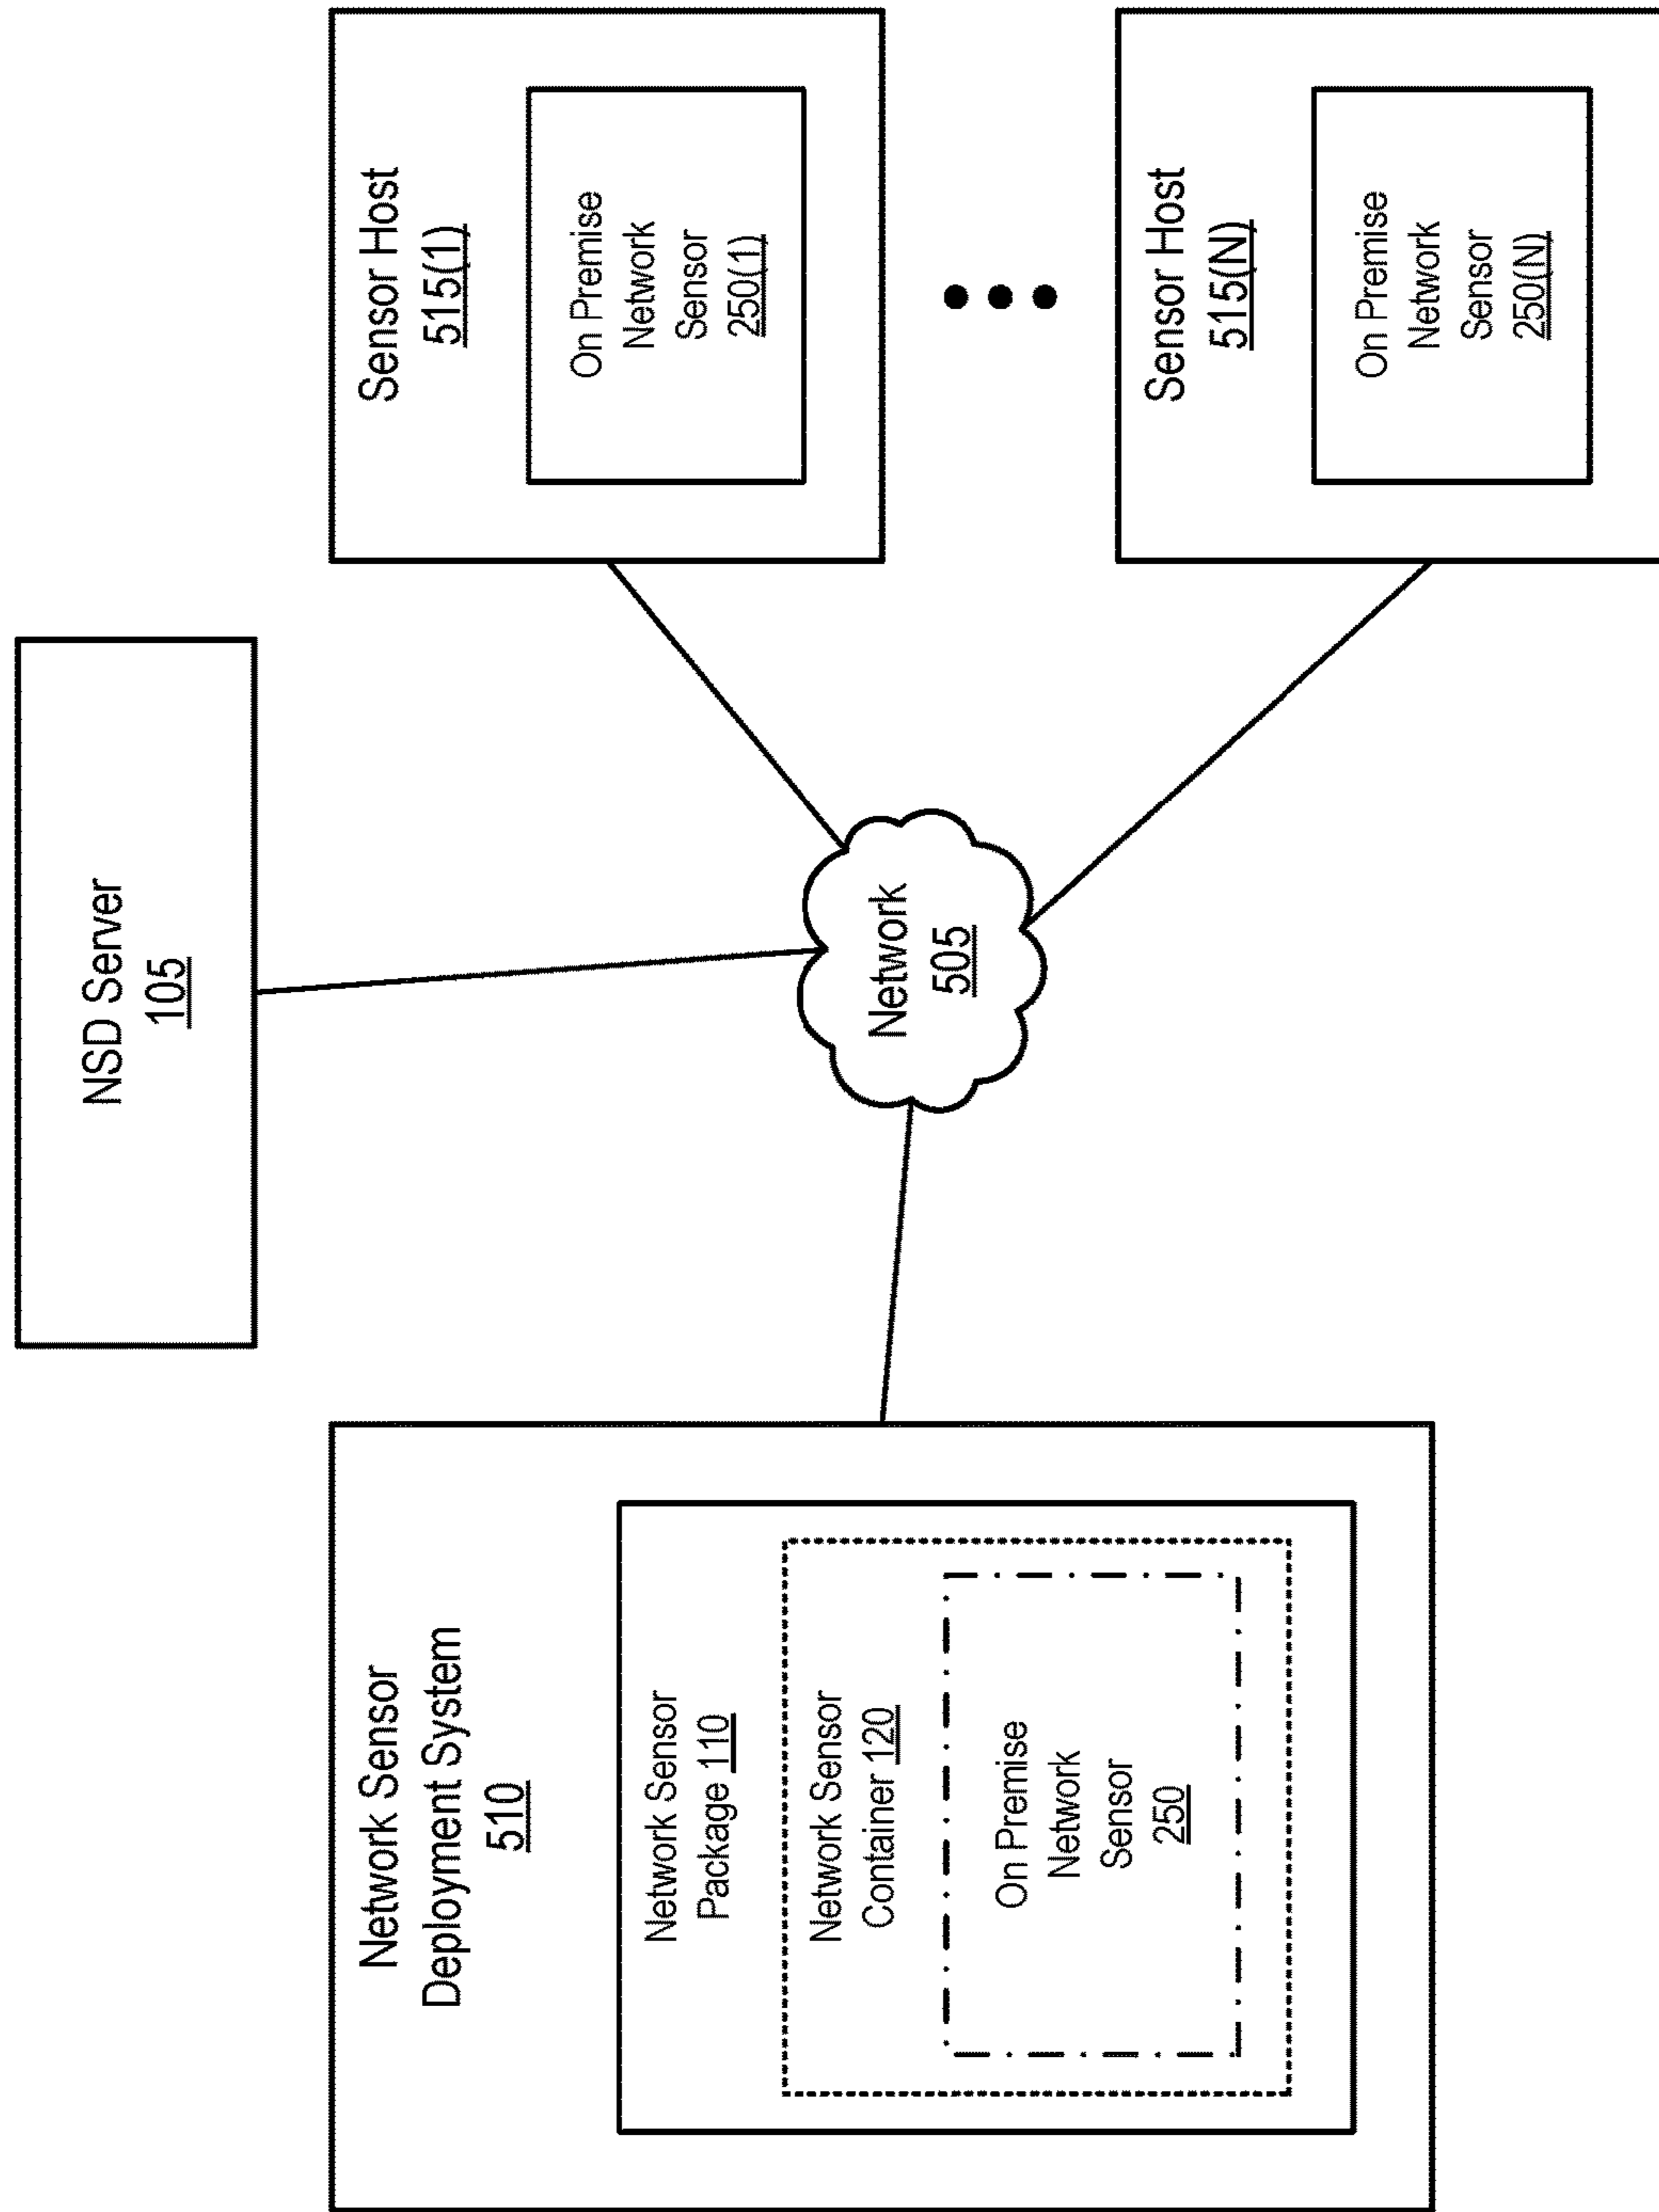 NSD Server
105
Network Sensor
Deployment System
510
Network Sensor
Package 110
Network Sensor
Container 120
On Premise
Network
Sensor
250
Network
505
Sensor Host
515(1)
On Premise
Network
Sensor
250(1)
Sensor Host
515(N)
On Premise
Network
Sensor
250(N)